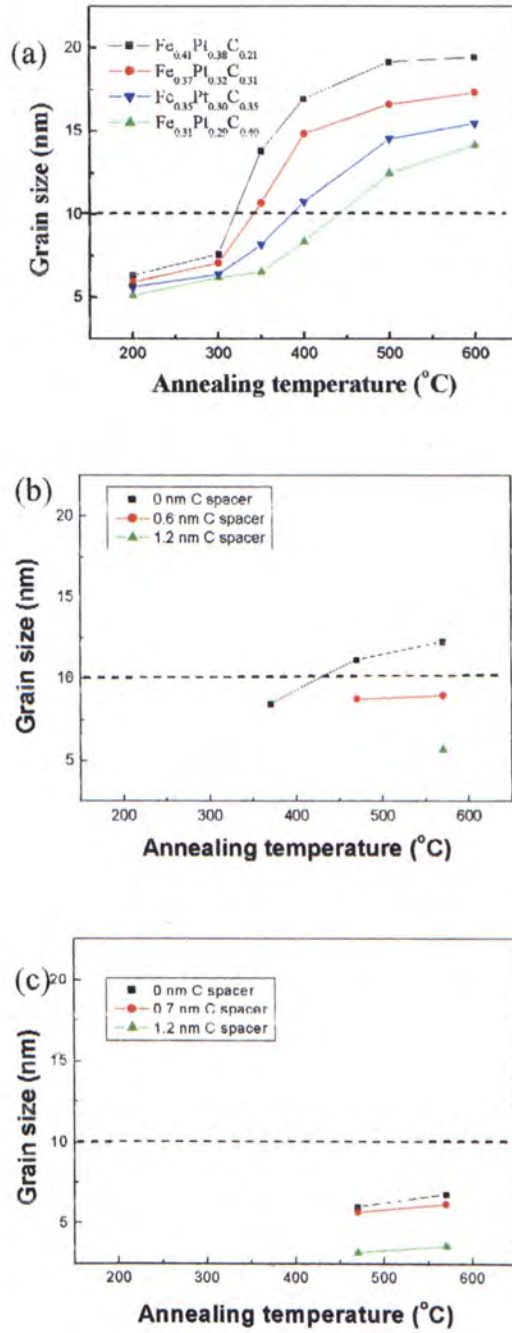 (a)
Fe0.41Pt0.38C0.21
Fe0.37Pt0.32C0.31
Fe0.35Pt0.30C0.35
Fe0.31Pt0.29C0.40
20
15
10
5
Grain size (nm)
200 300 400 500 600
Annealing temperature (°C)
(b)
0 nm C spacer
0.6 nm C spacer
1.2 nm C spacer
20
15
10
5
Grain size (nm)
200 300 400 500 600
Annealing temperature (°C)
(c)
0 nm C spacer
0.7 nm C spacer
1.2 nm C spacer
20
15
10
5
Grain size (nm)
200 300 400 500 600
Annealing temperature (°C)